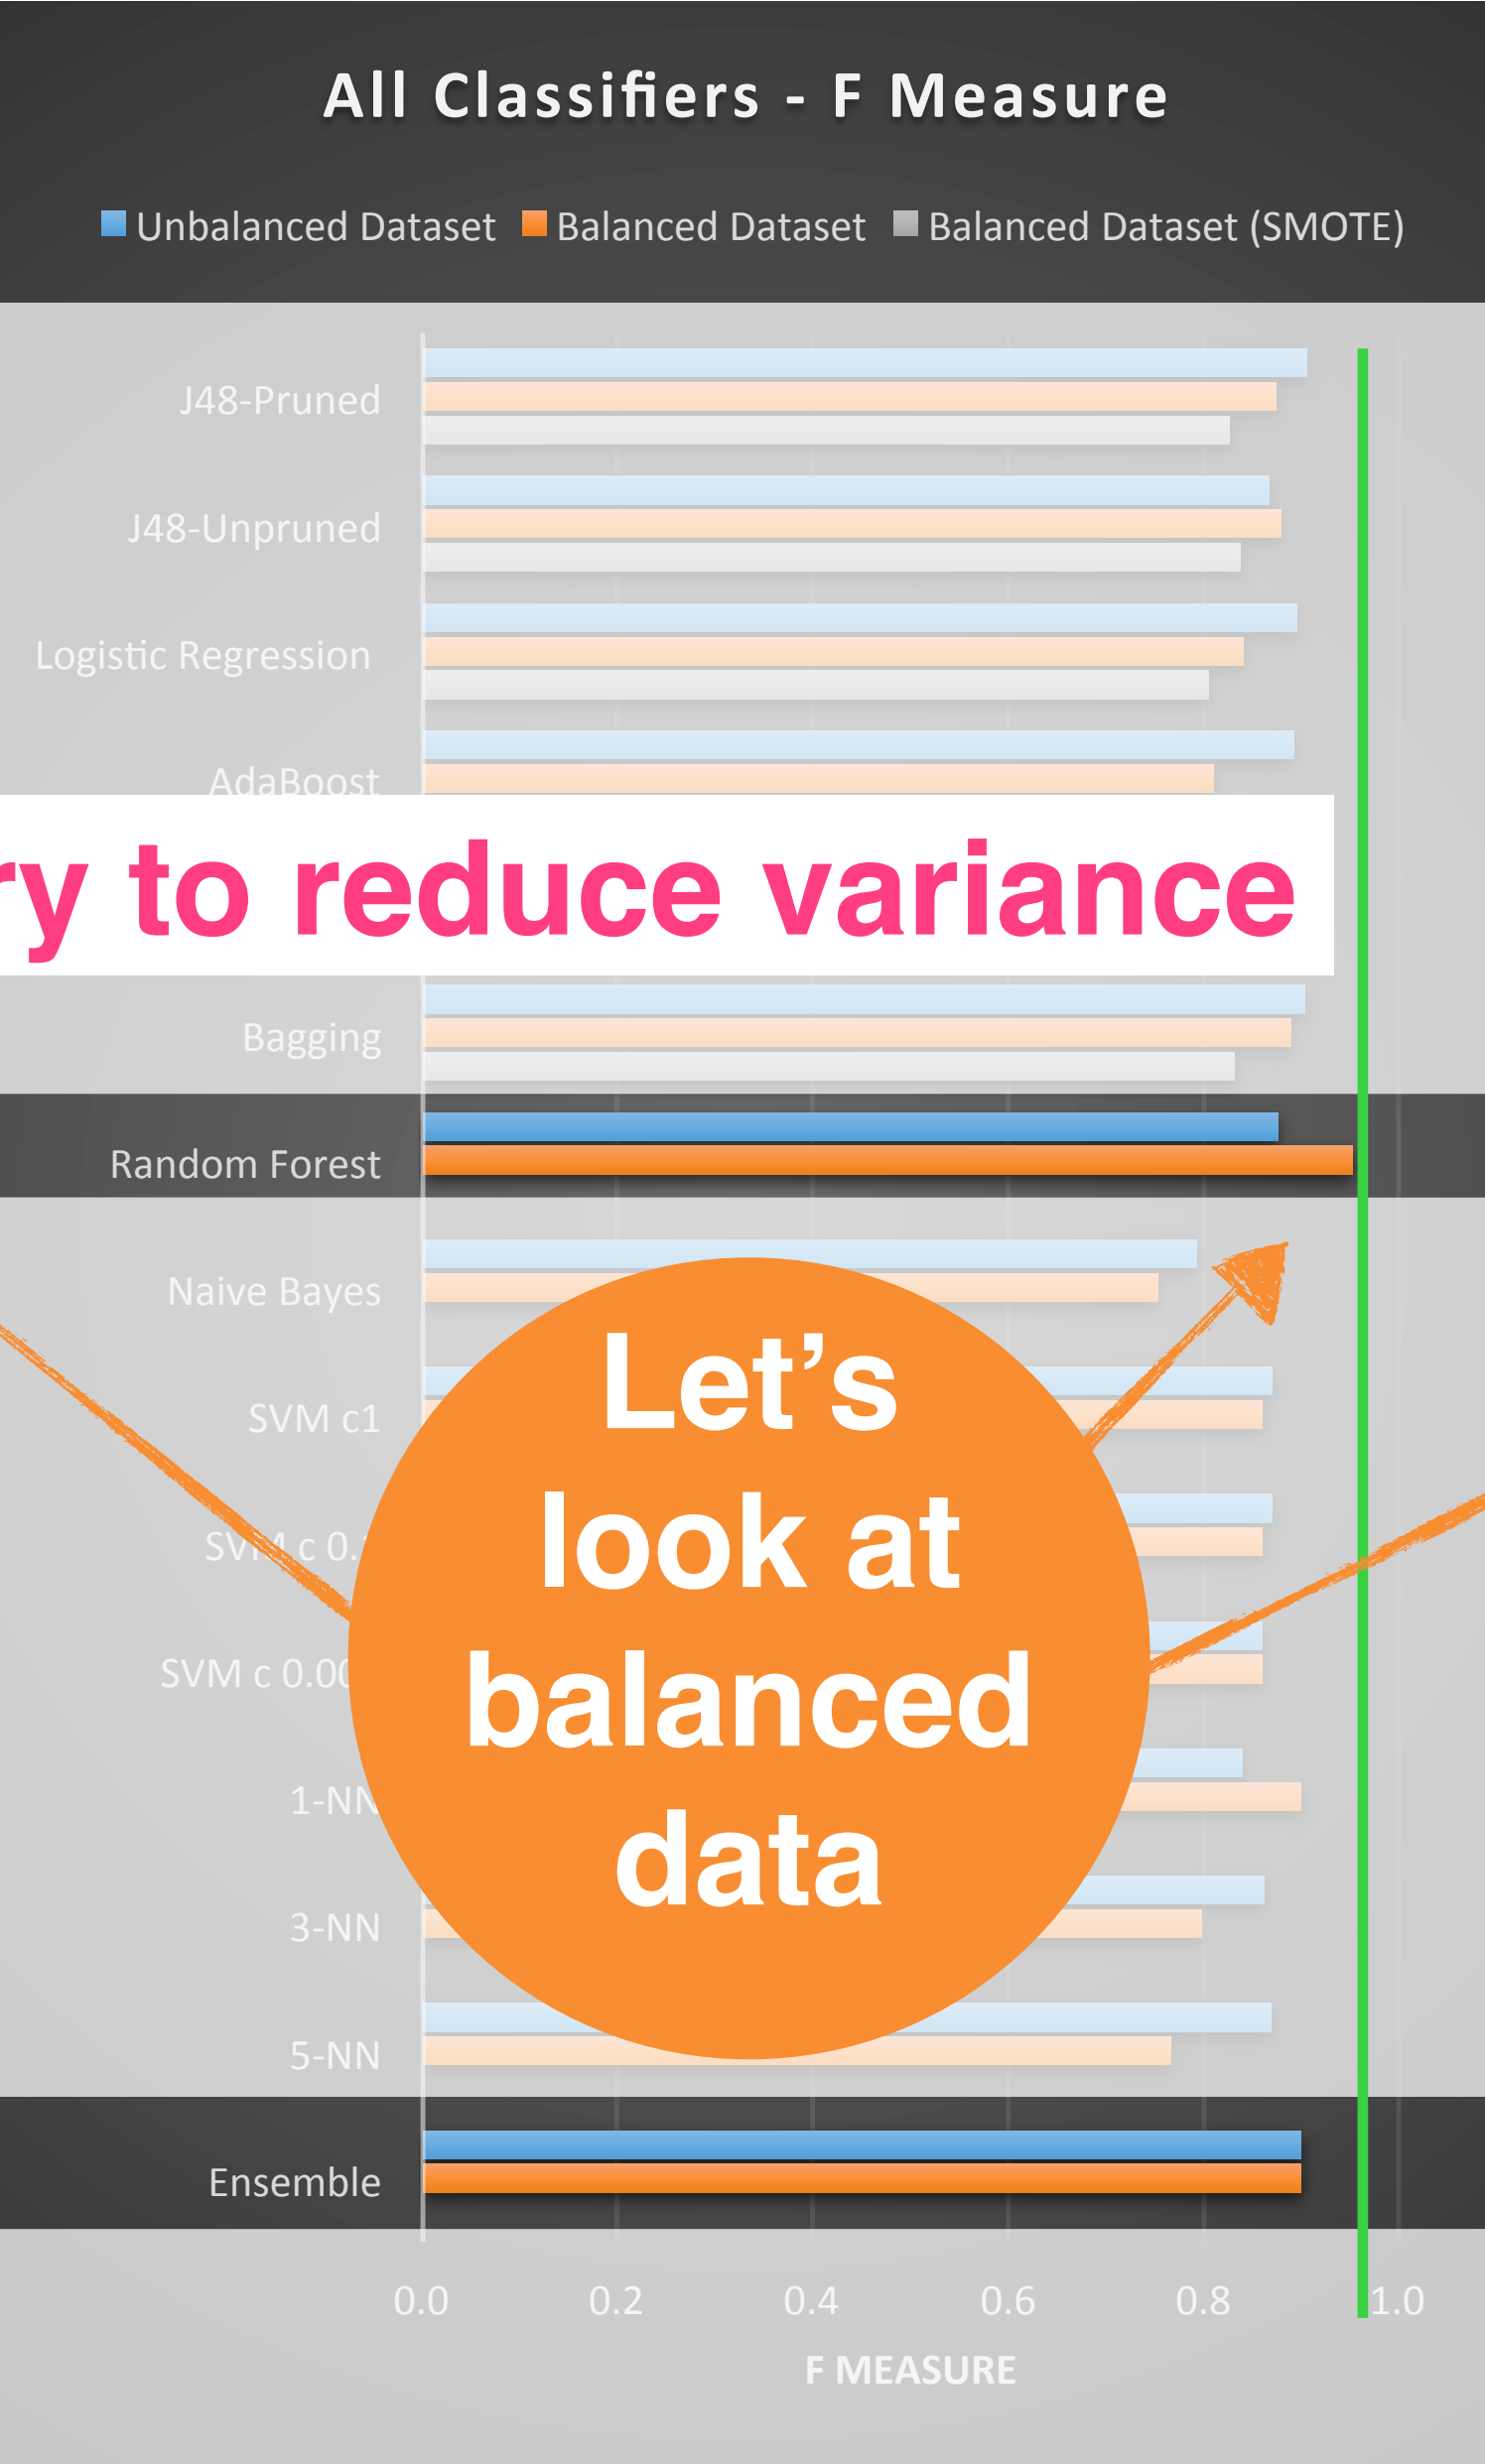 All Classifiers - F Measure
Unbalanced Dataset Balanced Dataset Balanced Dataset (SMOTE)
J48-Pruned
J48-Unpruned
Logistic Regression
AdaBoost
to reduce variance
Bagging
Random Forest
Naive Bayes
SVM c1
SVM c
1-NN
3-NN
5-NN
Let’s
look at
balanced
data
Ensemble
0.0 0.2 0.4 0.6 0.8 1.0
F MEASURE